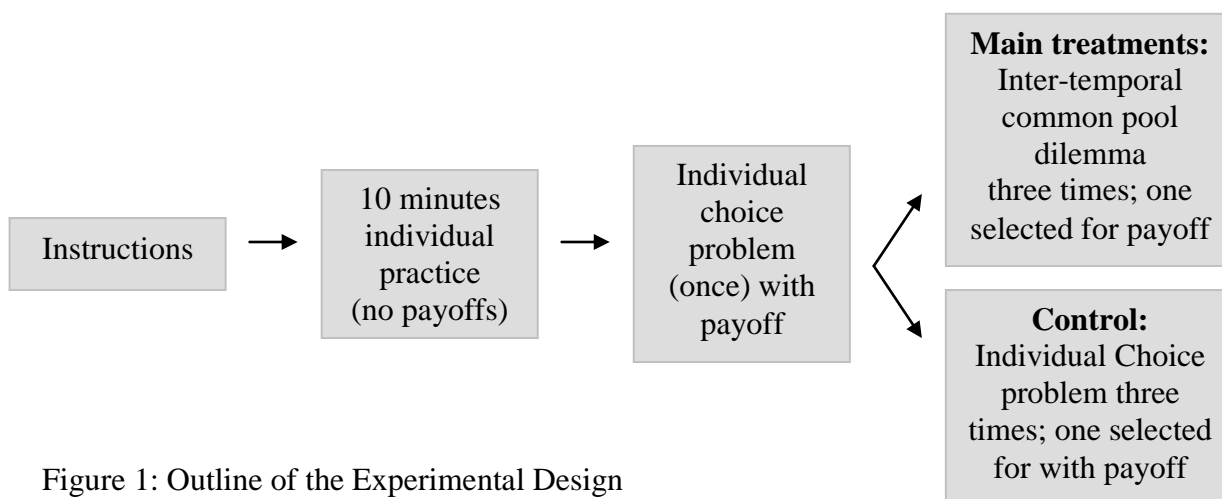 Instructions
10 minutes
individual
practice
(no payoffs)
Individual
choice
problem
(once) with
payoff
Main treatments:
Inter-temporal
common pool
dilemma
three times; one
selected for payoff
Control:
Individual Choice
problem three
times; one selected
for with payoff
Figure 1: Outline of the Experimental Design